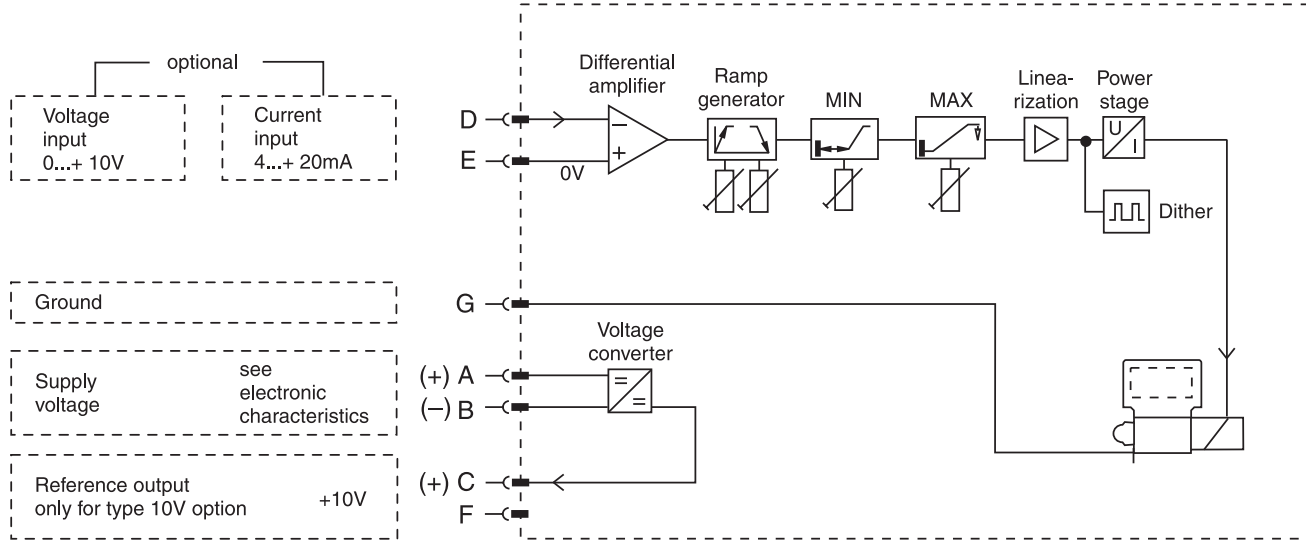 optional
Voltage
input
0...+ 10V
Current
input
4...+ 20mA
D
E
0V
Differential
amplifier
−
+
Ramp
generator
MIN
MAX
Linea-
rization
Power
stage
U
I
Dither
Ground
G
Supply
voltage
see
electronic
characteristics
(+) A
(−) B
Voltage
converter
=
=
Reference output
only for type 10V option
+10V
(+) C
F